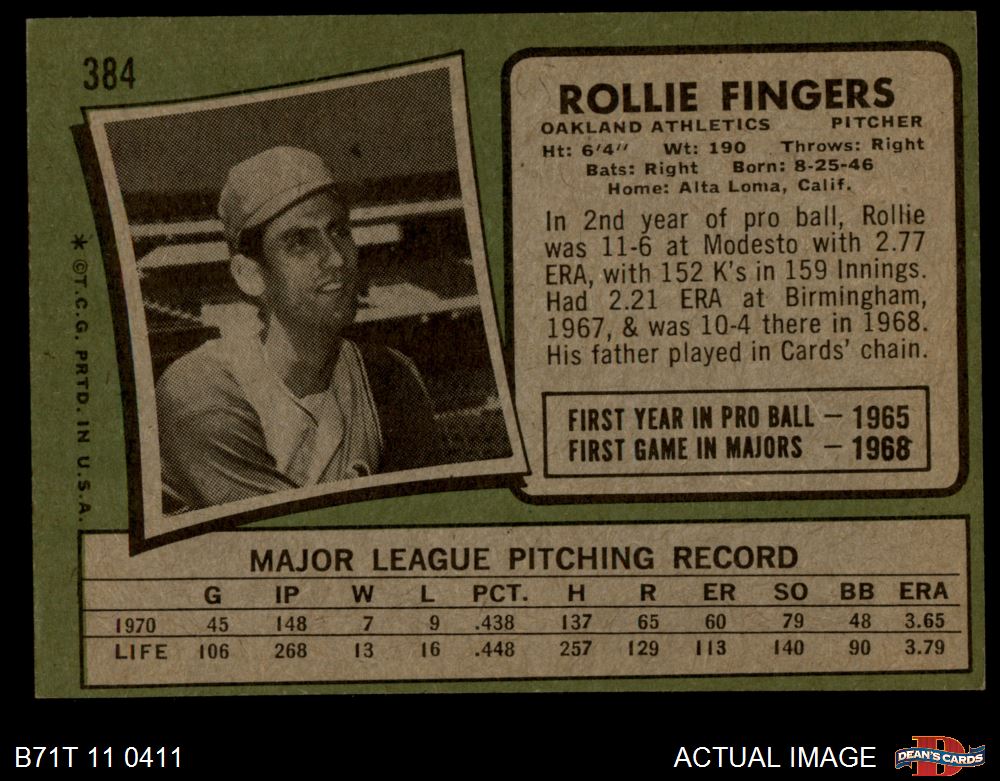 384
ROLLIE FINGERS
OAKLAND ATHLETICS PITCHER
Ht: 6'4" Wt: 190 Throws: Right
Bats: Right Born: 8-25-46
Home: Alta Loma, Calif.
In 2nd year of pro ball, Rollie
was 11-6 at Modesto with 2.77
ERA, with 152 K's in 159 Innings.
Had 2.21 ERA at Birmingham,
1967, & was 10-4 there in 1968.
His father played in Cards' chain.
FIRST YEAR IN PRO BALL — 1965
FIRST GAME IN MAJORS — 1968
* ©T.C.G. PRTD. IN U.S.A.
MAJOR LEAGUE PITCHING RECORD
G IP W L PCT. H R ER SO BB ERA
1970 45 148 7 9 .438 137 65 60 79 48 3.65
LIFE 106 268 13 16 .448 257 129 113 140 90 3.79
B71T 11 0411
ACTUAL IMAGE
D
DEAN'S CARDS